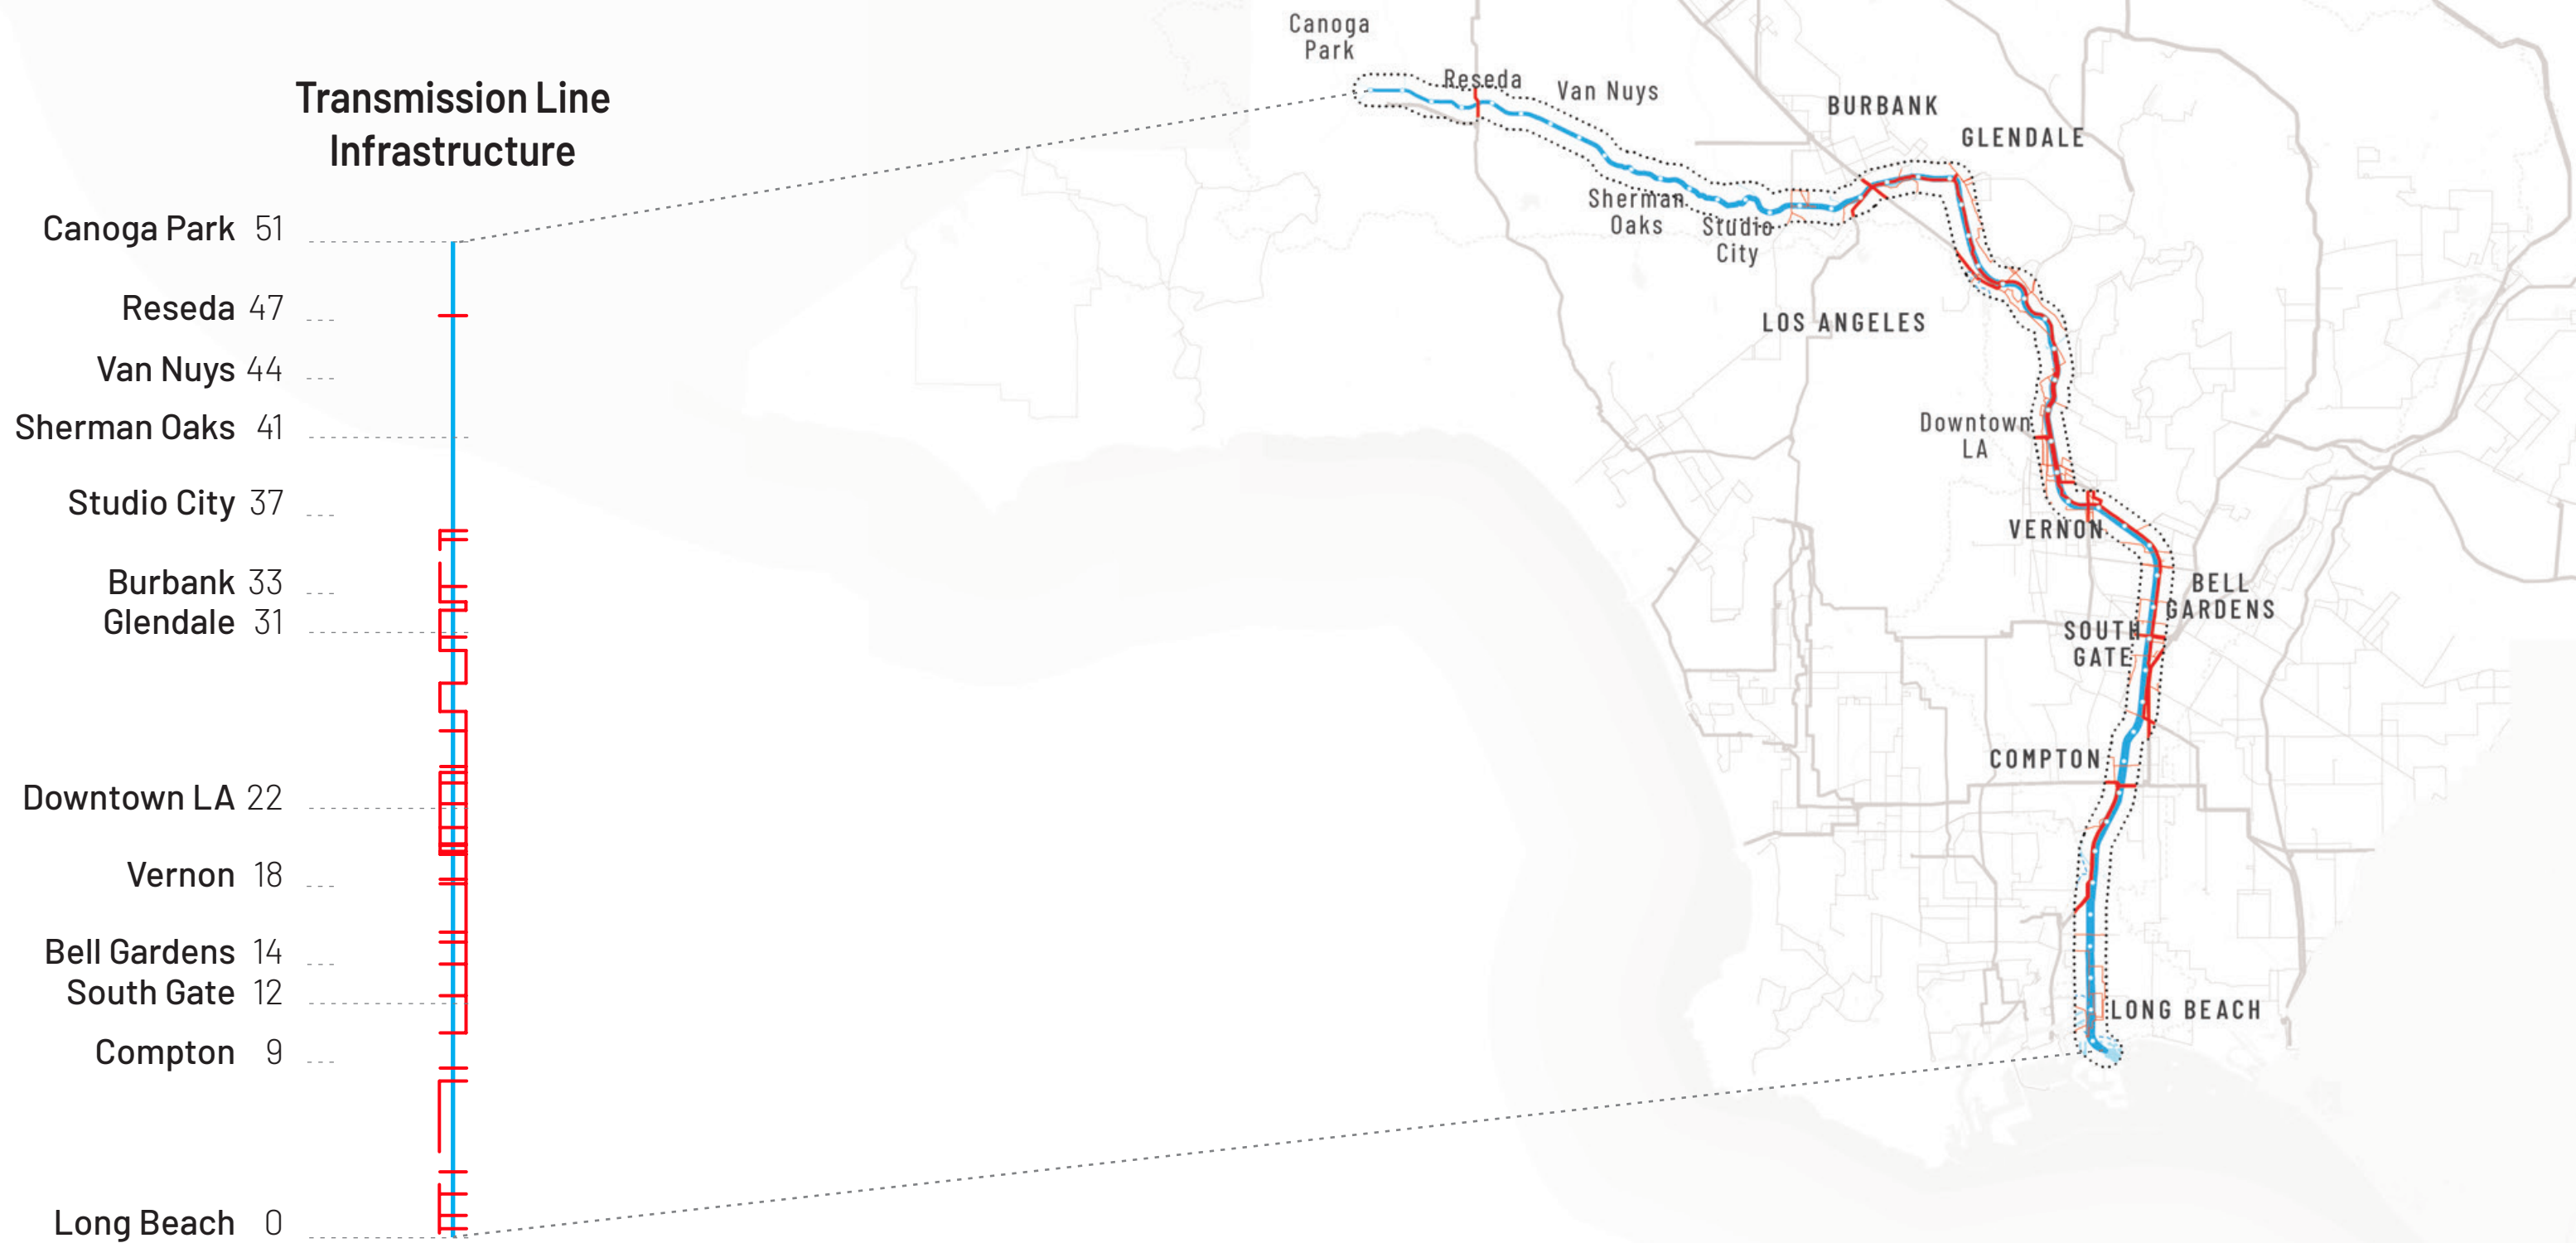 Transmission Line
Infrastructure
Canoga Park 51
Reseda 47
Van Nuys 44
Sherman Oaks 41
Studio City 37
Burbank 33
Glendale 31
Downtown LA 22
Vernon 18
Bell Gardens 14
South Gate 12
Compton 9
Long Beach 0
Canoga
Park
Reseda
Van Nuys
BURBANK
GLENDALE
Sherman
Oaks
Studio
City
LOS ANGELES
Downtown
LA
VERNON
BELL
GARDENS
SOUTH
GATE
COMPTON
LONG BEACH